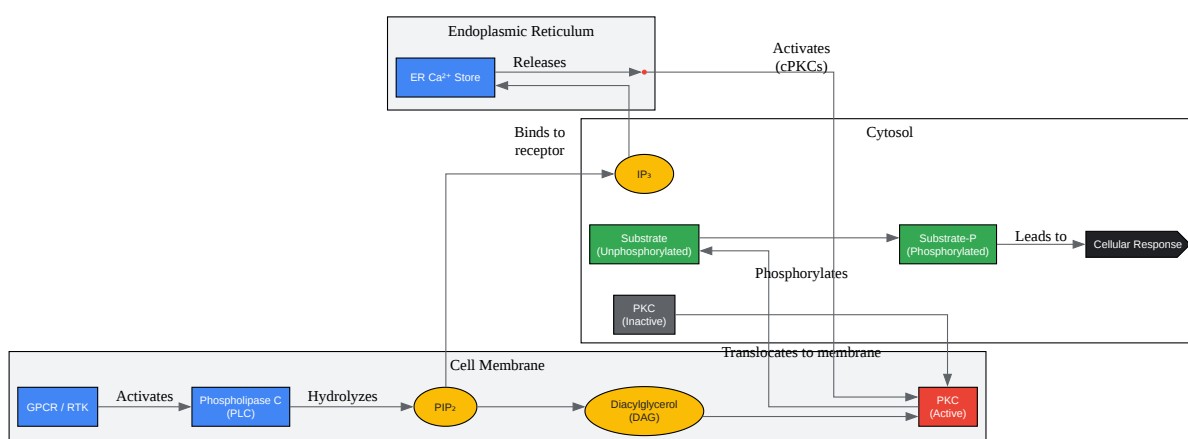 Endoplasmic Reticulum
ER Ca²⁺ Store
Releases
Activates
(cPKCs)
Binds to
receptor
Cytosol
IP₃
Substrate
(Unphosphorylated)
Substrate-P
(Phosphorylated)
Leads to
Cellular Response
Phosphorylates
PKC
(Inactive)
Translocates to membrane
Cell Membrane
GPCR / RTK
Activates
Phospholipase C
(PLC)
Hydrolyzes
PIP₂
Diacylglycerol
(DAG)
PKC
(Active)